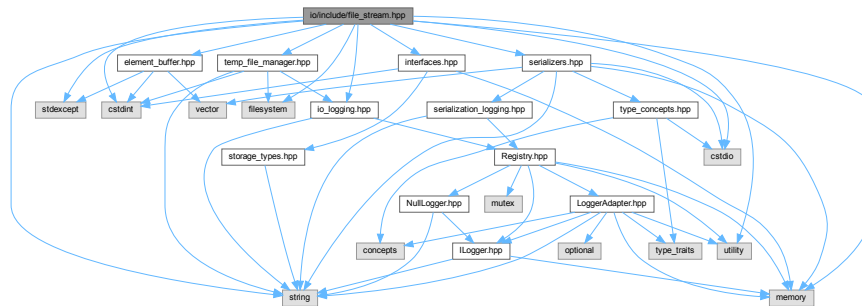 io/include/file_stream.hpp
element_buffer.hpp
temp_file_manager.hpp
interfaces.hpp
serializers.hpp
stdexcept
cstdint
vector
filesystem
io_logging.hpp
serialization_logging.hpp
type_concepts.hpp
storage_types.hpp
Registry.hpp
cstdio
NullLogger.hpp
mutex
LoggerAdapter.hpp
concepts
ILogger.hpp
optional
type_traits
utility
string
memory